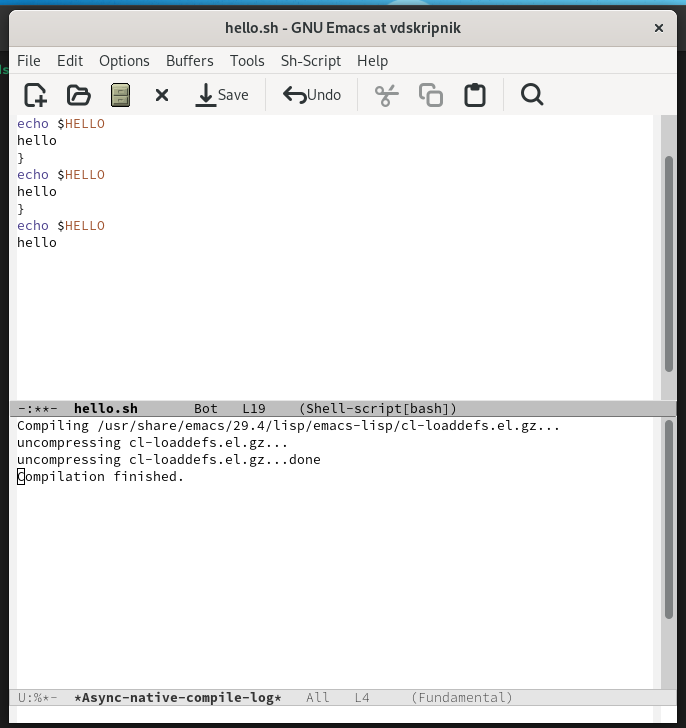 hello.sh - GNU Emacs at vdskripnik
File Edit Options Buffers Tools Sh-Script Help
Save Undo
echo $HELLO
hello
}
echo $HELLO
hello
}
echo $HELLO
hello
-:**- hello.sh Bot L19 (Shell-script[bash])
Compiling /usr/share/emacs/29.4/lisp/emacs-lisp/cl-loaddefs.el.gz...
uncompressing cl-loaddefs.el.gz...
uncompressing cl-loaddefs.el.gz...done
Compilation finished.
U:%*- *Async-native-compile-log* All L4 (Fundamental)